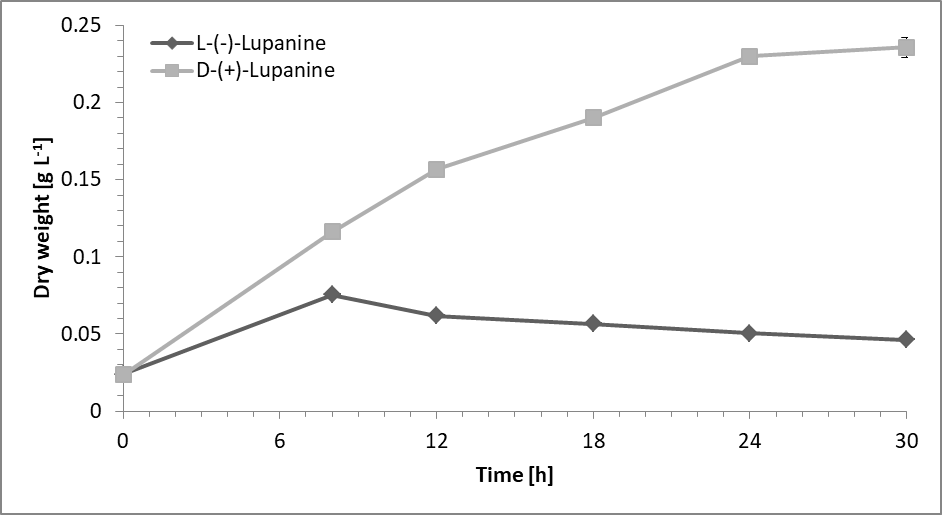 0.25
0.2
0.15
0.1
0.05
0
Dry weight [g L⁻¹]
L-(-)-Lupanine
D-(+)-Lupanine
0 6 12 18 24 30
Time [h]